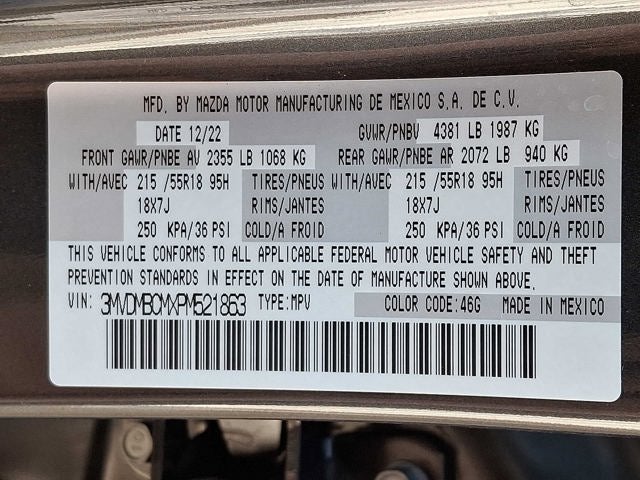 MFD. BY MAZDA MOTOR MANUFACTURING DE MEXICO S.A. DE C.V.
DATE 12/22 GVWR/PNBV 4381 LB 1987 KG
FRONT GAWR/PNBE AV 2355 LB 1068 KG REAR GAWR/PNBE AR 2072 LB 940 KG
WITH/AVEC 215 /55R18 95H TIRES/PNEUS WITH/AVEC 215 /55R18 95H TIRES/PNEUS
18X7J RIMS/JANTES 18X7J RIMS/JANTES
250 KPA/36 PSI COLD/A FROID 250 KPA/36 PSI COLD/A FROID
THIS VEHICLE CONFORMS TO ALL APPLICABLE FEDERAL MOTOR VEHICLE SAFETY AND THEFT
PREVENTION STANDARDS IN EFFECT ON THE DATE OF MANUFACTURE SHOWN ABOVE.
VIN: 3MVDMBCMXPM521863 TYPE:MPV COLOR CODE:46G MADE IN MEXICO